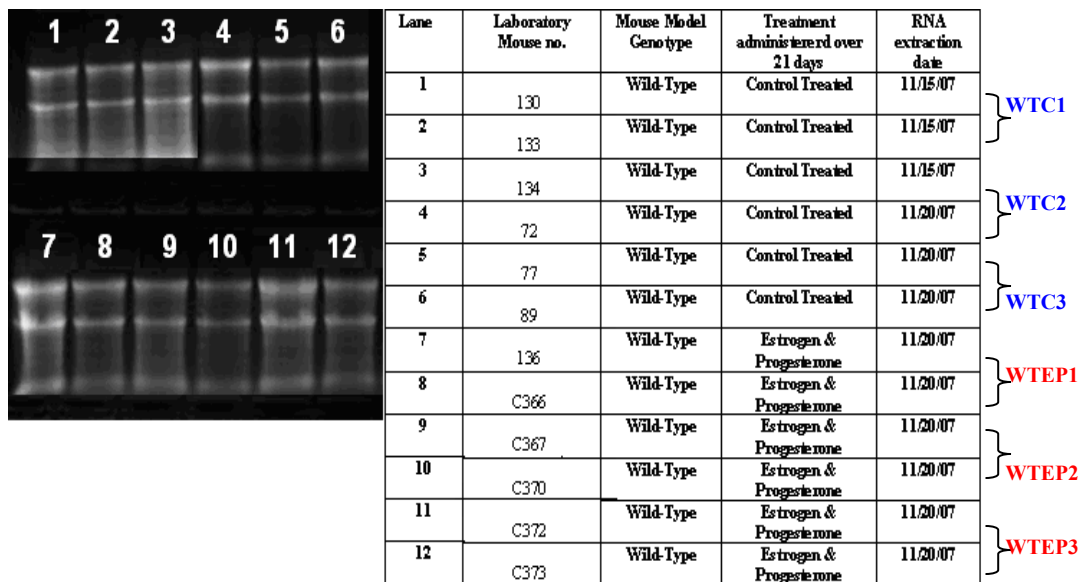 1 2 3 4 5 6
7 8 9 10 11 12
Lane Laboratory Mouse no. Mouse Model Genotype Treatment administererd over 21 days RNA extraction date
1 130 Wild-Type Control Treated 11/15/07
2 133 Wild-Type Control Treated 11/15/07
WTC1
3 134 Wild-Type Control Treated 11/15/07
4 72 Wild-Type Control Treated 11/20/07
WTC2
5 77 Wild-Type Control Treated 11/20/07
6 89 Wild-Type Control Treated 11/20/07
WTC3
7 136 Wild-Type Estrogen & Progesterone 11/20/07
8 C366 Wild-Type Estrogen & Progesterone 11/20/07
WTEP1
9 C367 Wild-Type Estrogen & Progesterone 11/20/07
10 C370 Wild-Type Estrogen & Progesterone 11/20/07
WTEP2
11 C372 Wild-Type Estrogen & Progesterone 11/20/07
12 C373 Wild-Type Estrogen & Progesterone 11/20/07
WTEP3